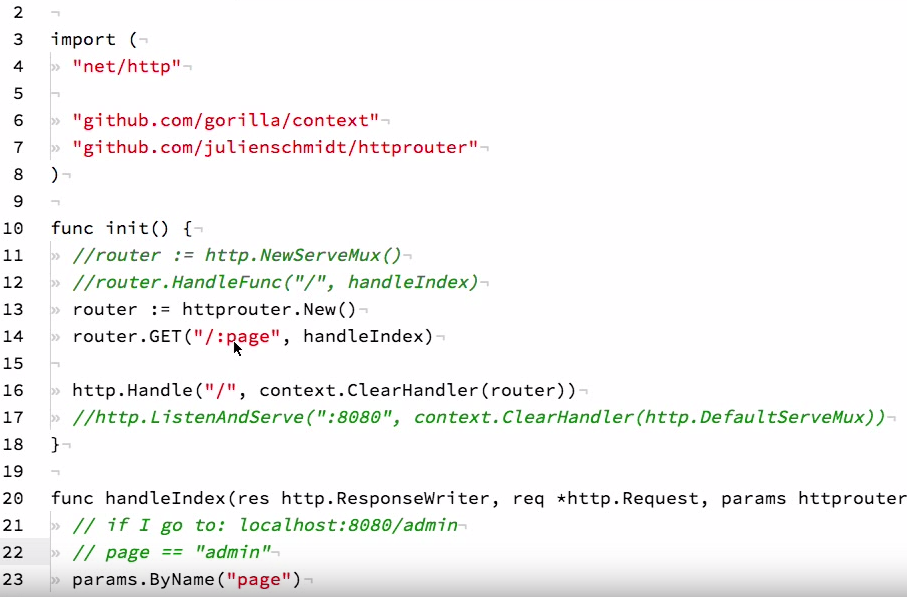 2
3 import (
4 "net/http"
5
6 "github.com/gorilla/context"
7 "github.com/julienschmidt/httprouter"
8 )
9
10 func init() {
11 //router := http.NewServeMux()
12 //router.HandleFunc("/", handleIndex)
13 router := httprouter.New()
14 router.GET("/:page", handleIndex)
15
16 http.Handle("/", context.ClearHandler(router))
17 //http.ListenAndServe(":8080", context.ClearHandler(http.DefaultServeMux))
18 }
19
20 func handleIndex(res http.ResponseWriter, req *http.Request, params httprouter
21 // if I go to: localhost:8080/admin
22 // page == "admin"
23 params.ByName("page")